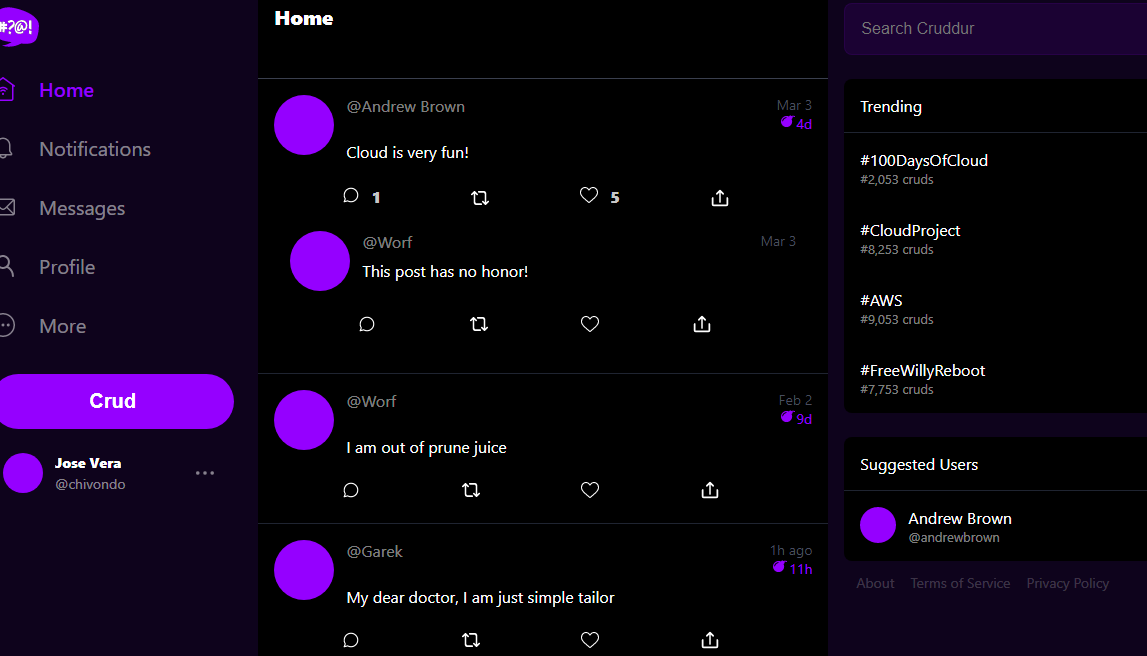 #?@!
Home
Notifications
Messages
Profile
More
Crud
Jose Vera
@chivondo
Home
@Andrew Brown
Mar 3
4d
Cloud is very fun!
1
5
@Worf
Mar 3
This post has no honor!
@Worf
Feb 2
9d
I am out of prune juice
@Garek
1h ago
11h
My dear doctor, I am just simple tailor
Search Cruddur
Trending
#100DaysOfCloud
#2,053 cruds
#CloudProject
#8,253 cruds
#AWS
#9,053 cruds
#FreeWillyReboot
#7,753 cruds
Suggested Users
Andrew Brown
@andrewbrown
About Terms of Service Privacy Policy